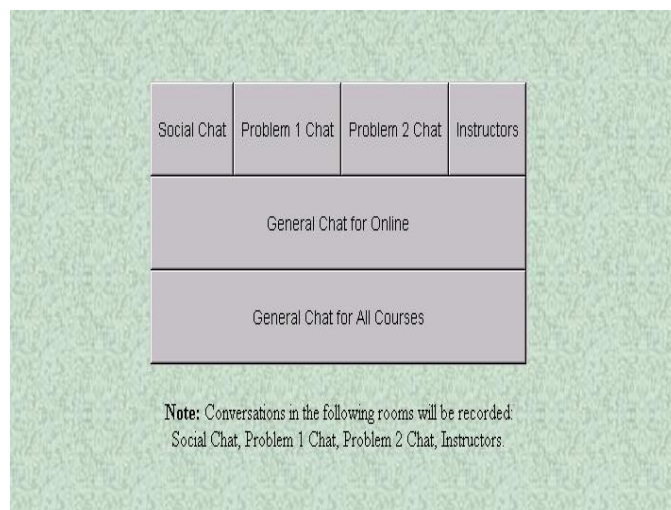 Social Chat Problem 1 Chat Problem 2 Chat Instructors
General Chat for Online
General Chat for All Courses
Note: Conversations in the following rooms will be recorded:
Social Chat, Problem 1 Chat, Problem 2 Chat, Instructors.